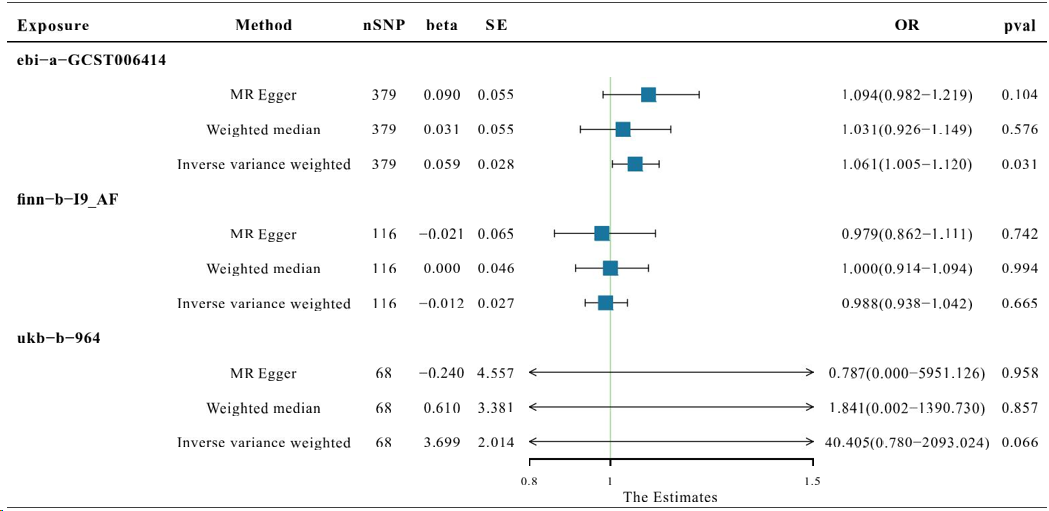 Exposure Method nSNP beta SE OR pval
ebi-a-GCST006414
MR Egger 379 0.090 0.055 1.094(0.982-1.219) 0.104
Weighted median 379 0.031 0.055 1.031(0.926-1.149) 0.576
Inverse variance weighted 379 0.059 0.028 1.061(1.005-1.120) 0.031
finn-b-I9_AF
MR Egger 116 −0.021 0.065 0.979(0.862-1.111) 0.742
Weighted median 116 0.000 0.046 1.000(0.914-1.094) 0.994
Inverse variance weighted 116 −0.012 0.027 0.988(0.938-1.042) 0.665
ukb-b-964
MR Egger 68 −0.240 4.557 0.787(0.000-5951.126) 0.958
Weighted median 68 0.610 3.381 1.841(0.002-1390.730) 0.857
Inverse variance weighted 68 3.699 2.014 40.405(0.780-2093.024) 0.066
0.8 1 1.5
The Estimates